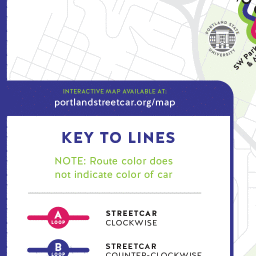 PORTLAND STATE
UNIVERSITY
SW Park
&
INTERACTIVE MAP AVAILABLE AT:
portlandstreetcar.org/map
KEY TO LINES
NOTE: Route color does
not indicate color of car
A
LOOP
STREETCAR
CLOCKWISE
B
LOOP
STREETCAR
COUNTER-CLOCKWISE